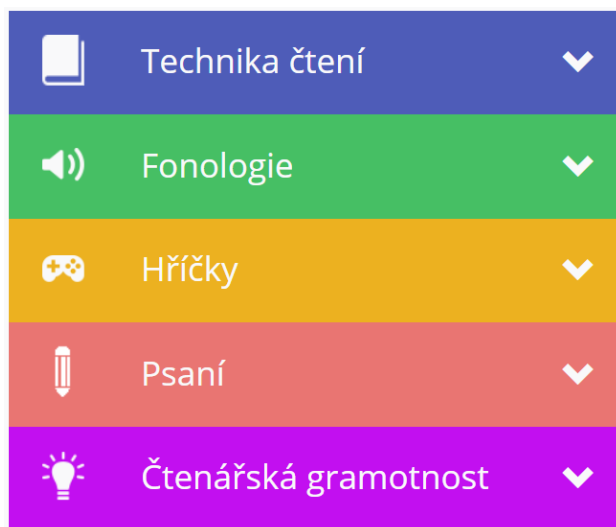 Technika čtení
Fonologie
Hříčky
Psaní
Čtenářská gramotnost